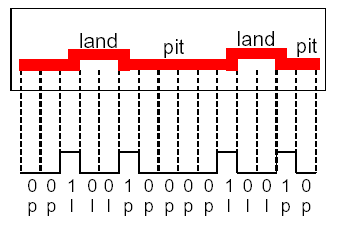 land pit land pit
0 0 1 0 0 1 0 0 0 0 1 0 0 1 0
p p l l l p p p p p l l l p p